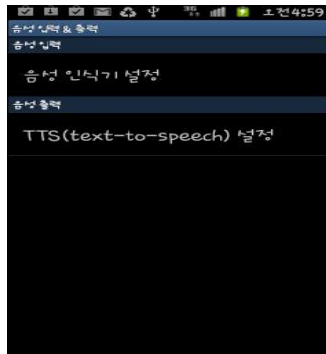 3G 오전4:59
음성 입력 & 출력
음성 입력
음성 인식기 설정
음성 출력
TTS(text-to-speech) 설정